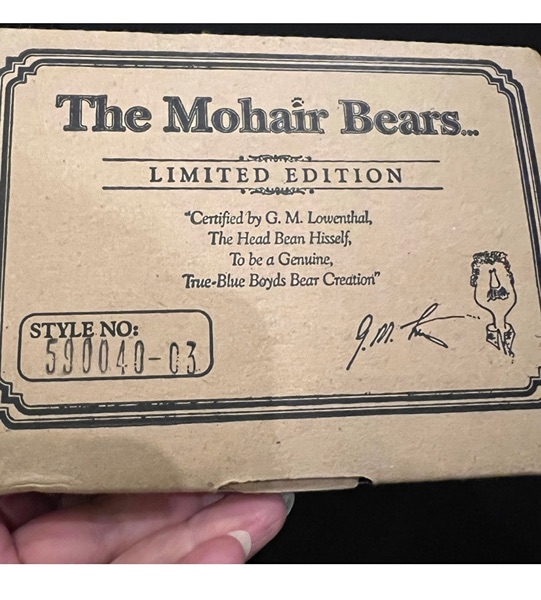 The Mohair Bears...
LIMITED EDITION
"Certified by G. M. Lowenthal,
The Head Bean Hisself,
To be a Genuine,
True-Blue Boyds Bear Creation"
STYLE NO:
590040-03
G. M.